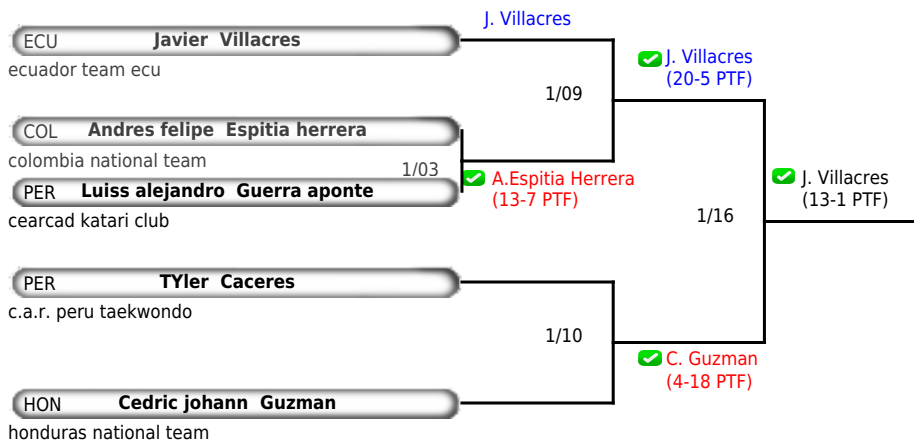 J. Villacres
ECU Javier Villacres
ecuador team ecu
J. Villacres
(20-5 PTF)
1/09
COL Andres felipe Espitia herrera
colombia national team
1/03
A.Espitia Herrera
(13-7 PTF)
PER Luiss alejandro Guerra aponte
cearcad katari club
J. Villacres
(13-1 PTF)
1/16
PER TYler Caceres
c.a.r. peru taekwondo
1/10
C. Guzman
(4-18 PTF)
HON Cedric johann Guzman
honduras national team